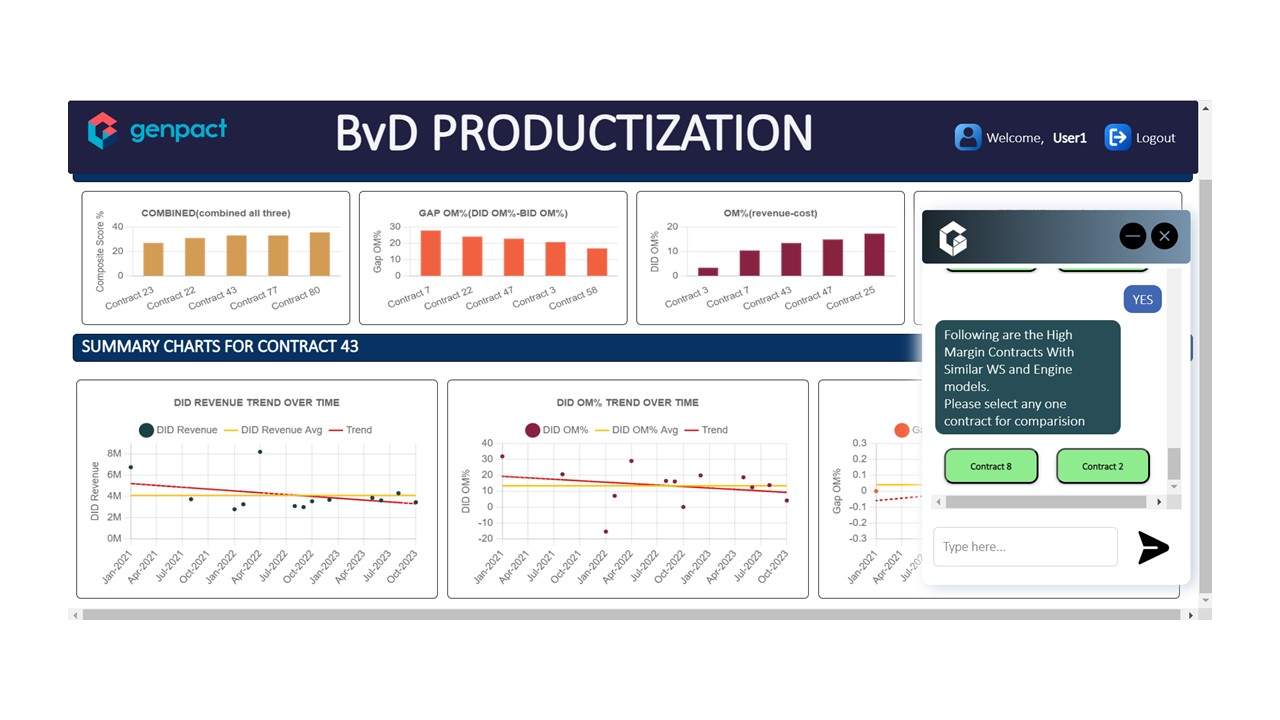 genpact
BvD PRODUCTIZATION
Welcome, User1
Logout
COMBINED(combined all three)
Composite Score %
40
20
0
Contract 23
Contract 22
Contract 43
Contract 77
Contract 80
GAP OM%(DID OM%-BID OM%)
Gap OM%
30
20
10
0
Contract 7
Contract 22
Contract 47
Contract 3
Contract 58
OM%(revenue-cost)
DID OM%
20
10
0
Contract 3
Contract 7
Contract 43
Contract 47
Contract 25
SUMMARY CHARTS FOR CONTRACT 43
DID REVENUE TREND OVER TIME
DID Revenue
DID Revenue Avg
Trend
DID Revenue
8M
6M
4M
2M
0M
Jan-2021
Apr-2021
Jul-2021
Oct-2021
Jan-2022
Apr-2022
Jul-2022
Oct-2022
Jan-2023
Apr-2023
Jul-2023
Oct-2023
DID OM% TREND OVER TIME
DID OM%
DID OM% Avg
Trend
DID OM%
40
30
20
10
0
-10
-20
Jan-2021
Apr-2021
Jul-2021
Oct-2021
Jan-2022
Apr-2022
Jul-2022
Oct-2022
Jan-2023
Apr-2023
Jul-2023
Oct-2023
Gap OM%
0.3
0.2
0.1
0
-0.1
-0.2
-0.3
Jan-2021
Apr-2021
YES
Following are the High
Margin Contracts With
Similar WS and Engine
models.
Please select any one
contract for comparision
Contract 8
Contract 2
Type here...